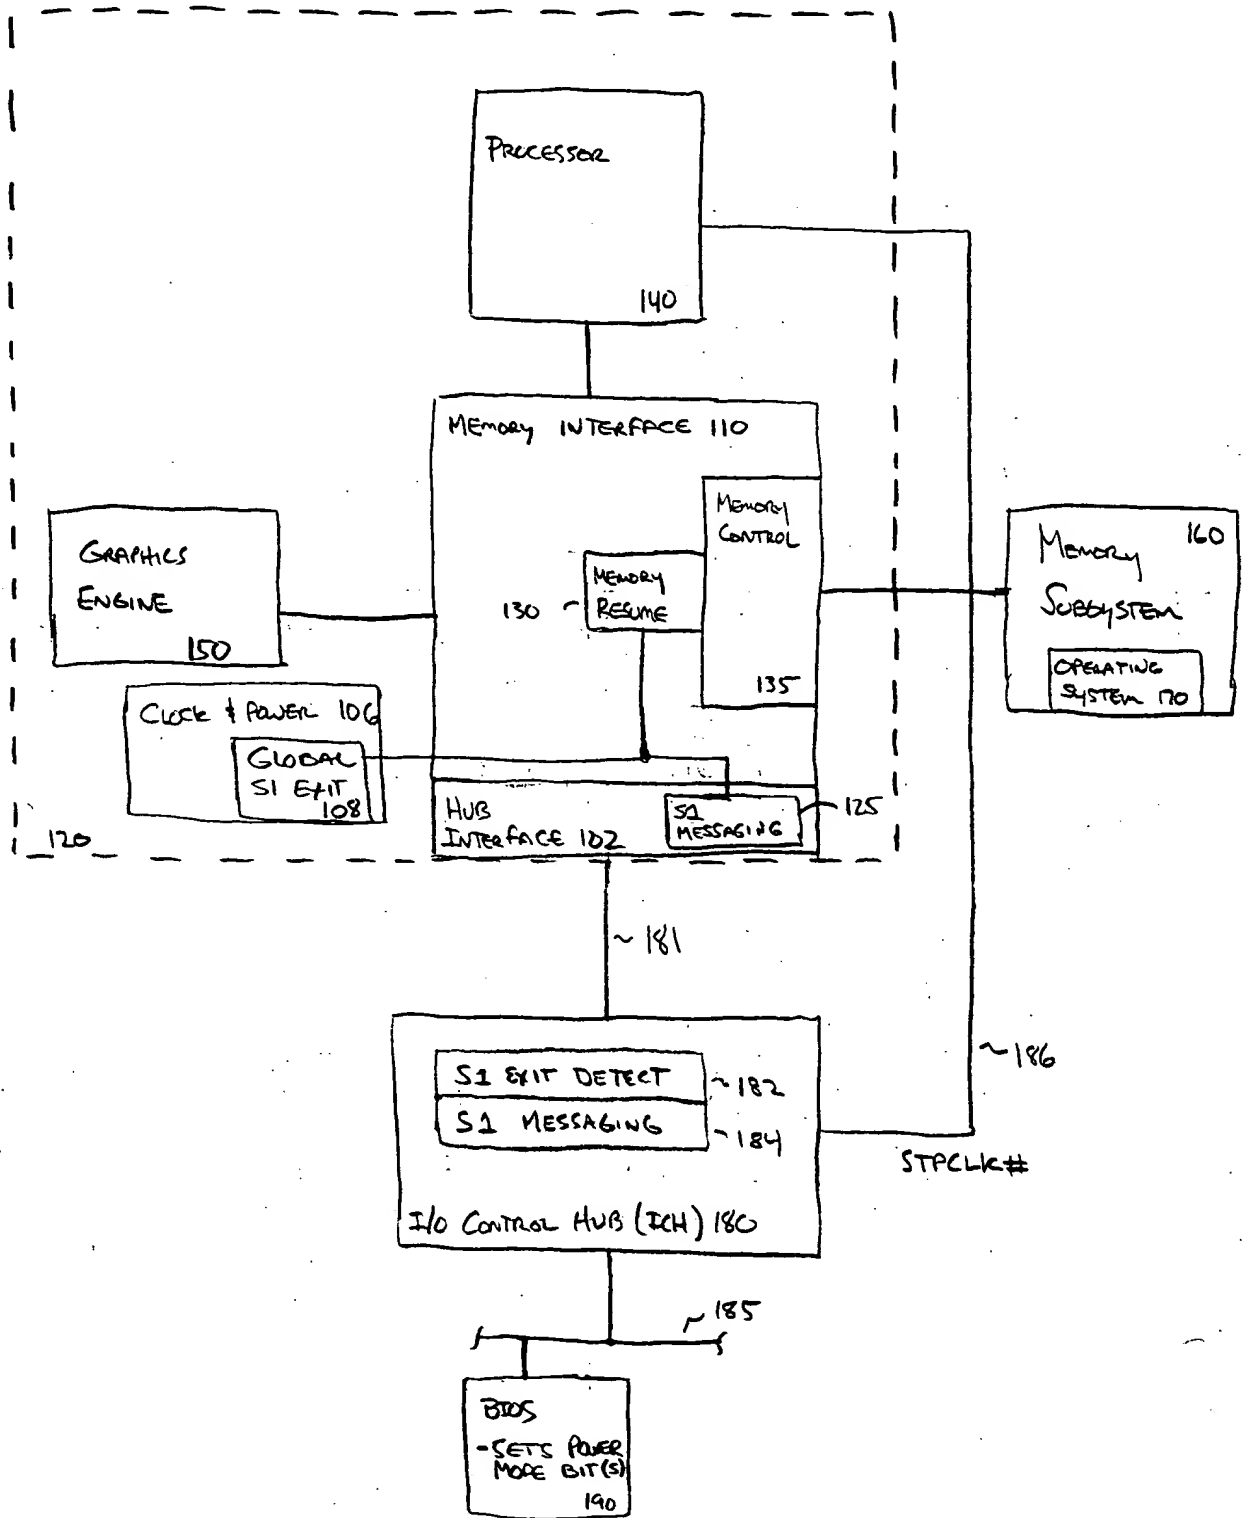 PROCESSOR
140
MEMORY INTERFACE 110
MEMORY
CONTROL
135
MEMORY
RESUME
130
GRAPHICS
ENGINE
150
CLOCK & POWER 106
GLOBAL
S1 EXIT
108
HUB
INTERFACE 102
S1
MESSAGING
125
120
160
MEMORY
SUBSYSTEM
OPERATING
SYSTEM 170
181
186
S1 EXIT DETECT
182
S1 MESSAGING
184
STPCLK#
I/O CONTROL HUB (ICH) 180
185
BIOS
-SETS POWER
MODE BIT(S)
190